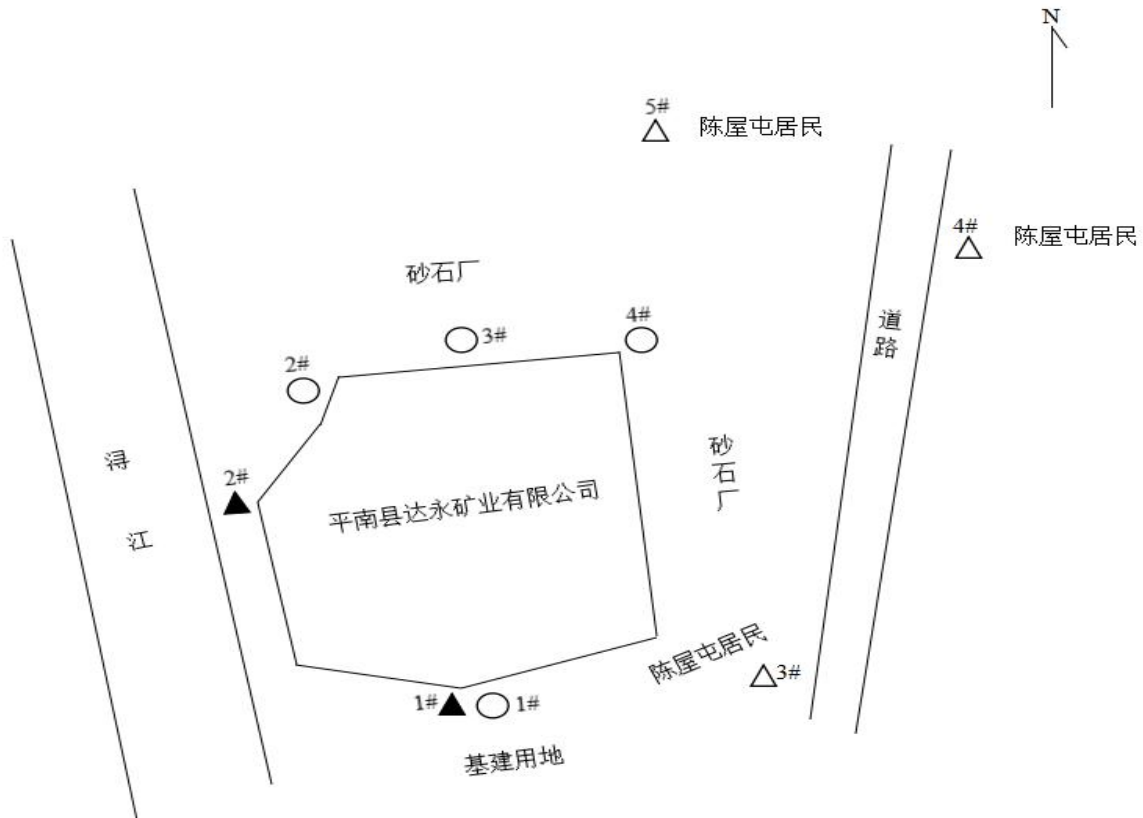 N
5#
陈屋屯居民
4#
陈屋屯居民
砂石厂
3#
4#
道路
2#
浔江
2#
砂石厂
平南县达永矿业有限公司
陈屋屯居民
3#
1#
1#
基建用地